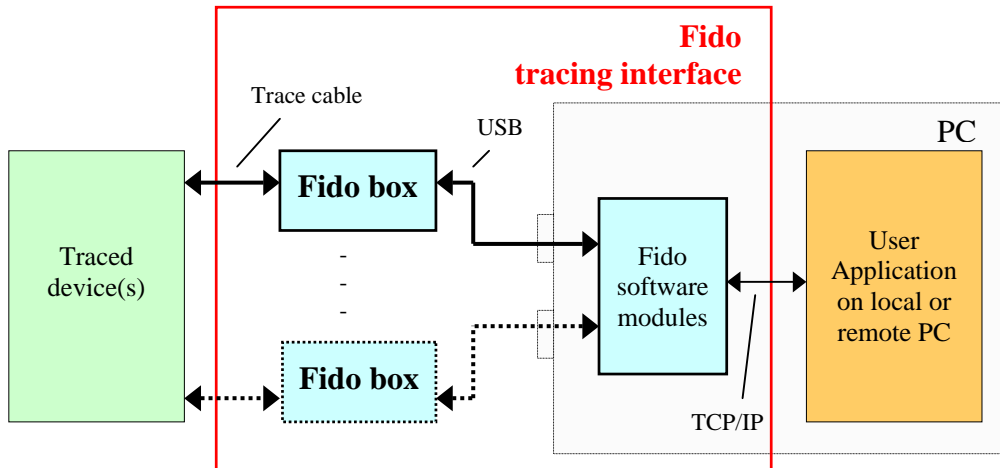 Fido
tracing interface
Trace cable
USB
PC
Fido box
Traced
device(s)
-
-
-
Fido
software
modules
User
Application
on local or
remote PC
Fido box
TCP/IP